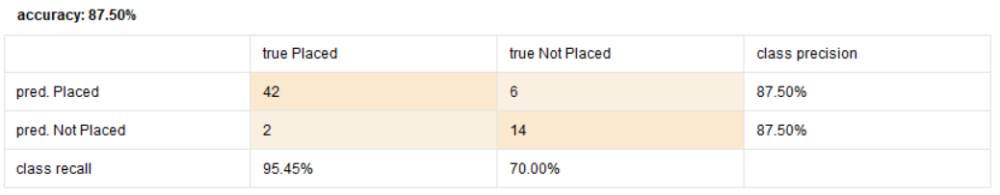 accuracy: 87.50%
true Placed true Not Placed class precision
pred. Placed 42 6 87.50%
pred. Not Placed 2 14 87.50%
class recall 95.45% 70.00%